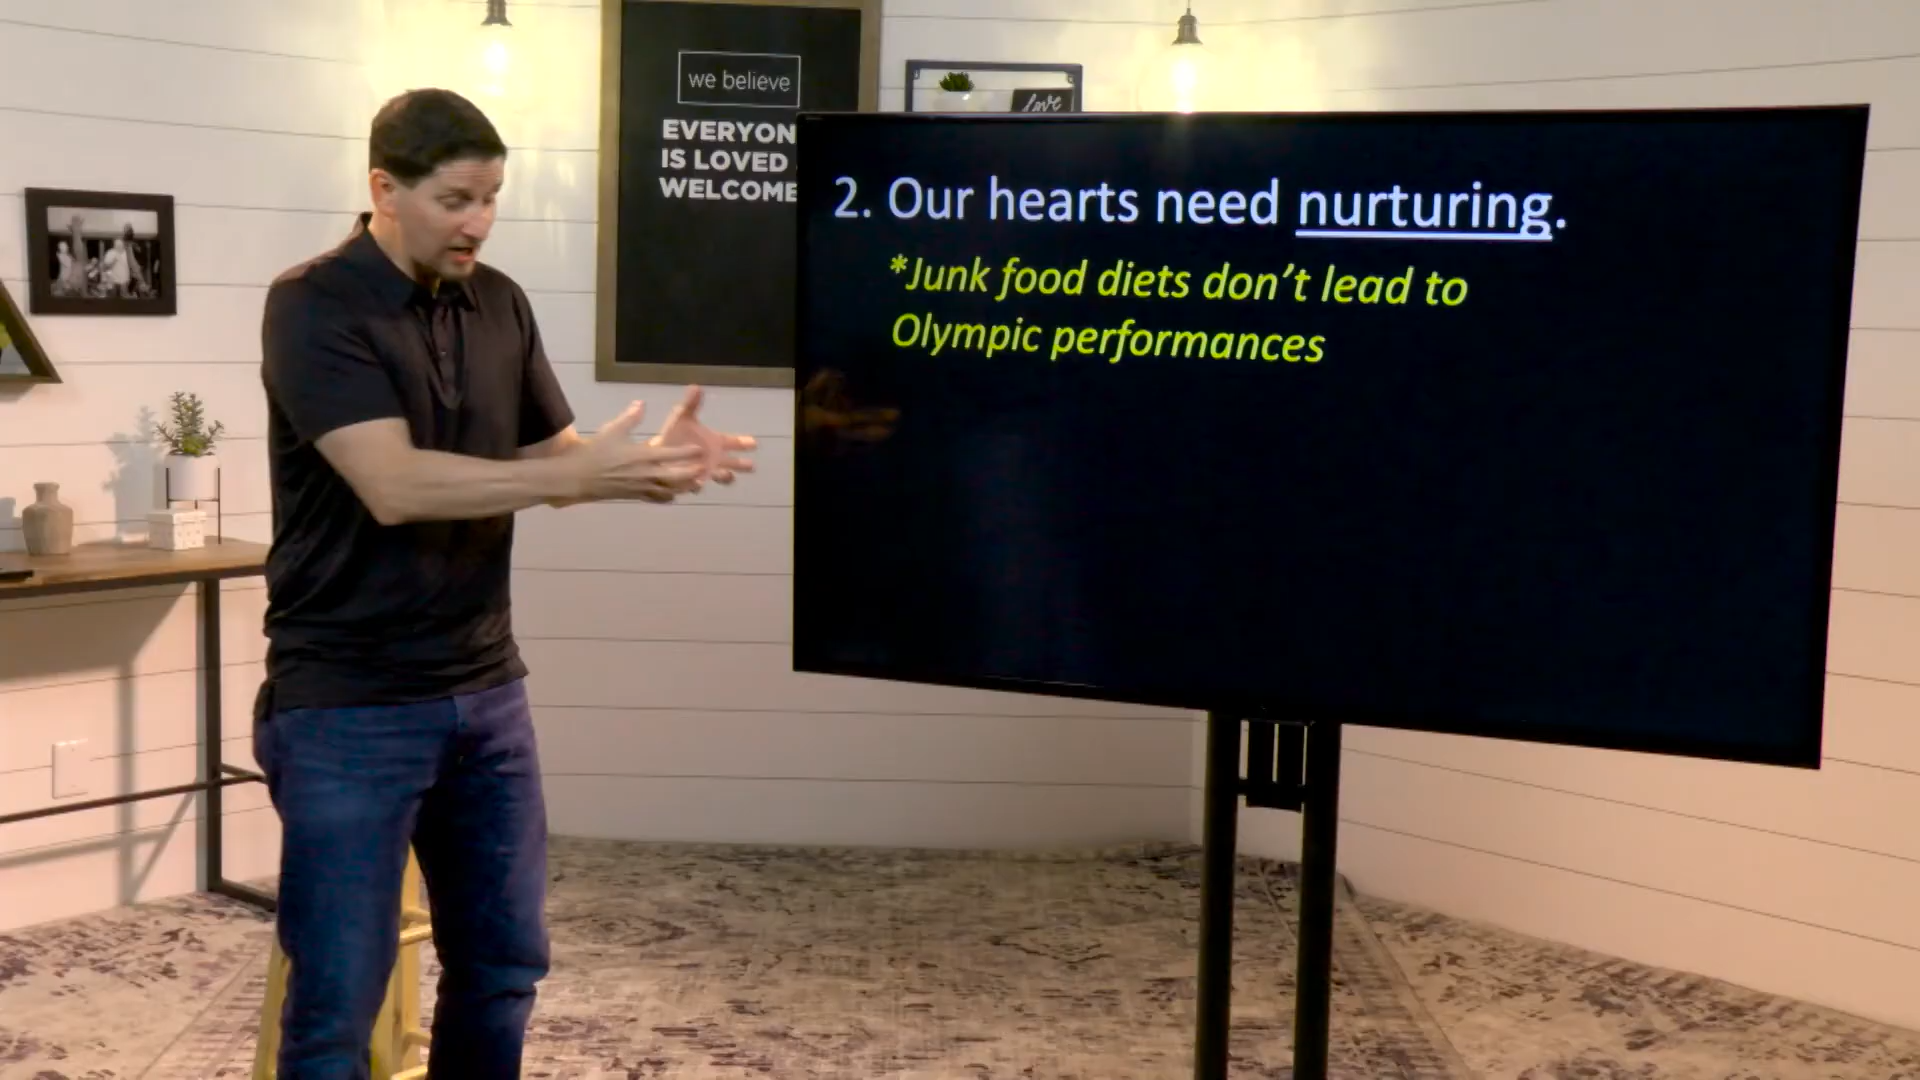 we believe
EVERYON
IS LOVED
WELCOME
love
2. Our hearts need nurturing.
*Junk food diets don't lead to
Olympic performances